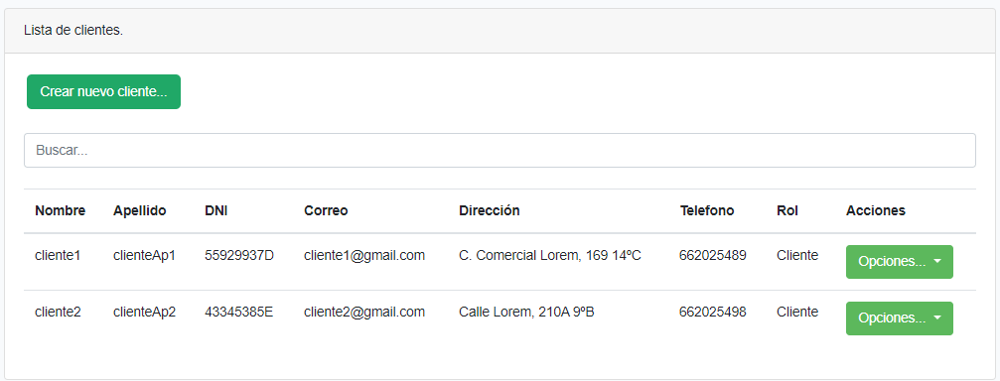 Lista de clientes.
Crear nuevo cliente...
Buscar...
Nombre Apellido DNI Correo Dirección Telefono Rol Acciones
cliente1 clienteAp1 55929937D cliente1@gmail.com C. Comercial Lorem, 169 14ºC 662025489 Cliente Opciones...
cliente2 clienteAp2 43345385E cliente2@gmail.com Calle Lorem, 210A 9ºB 662025498 Cliente Opciones...